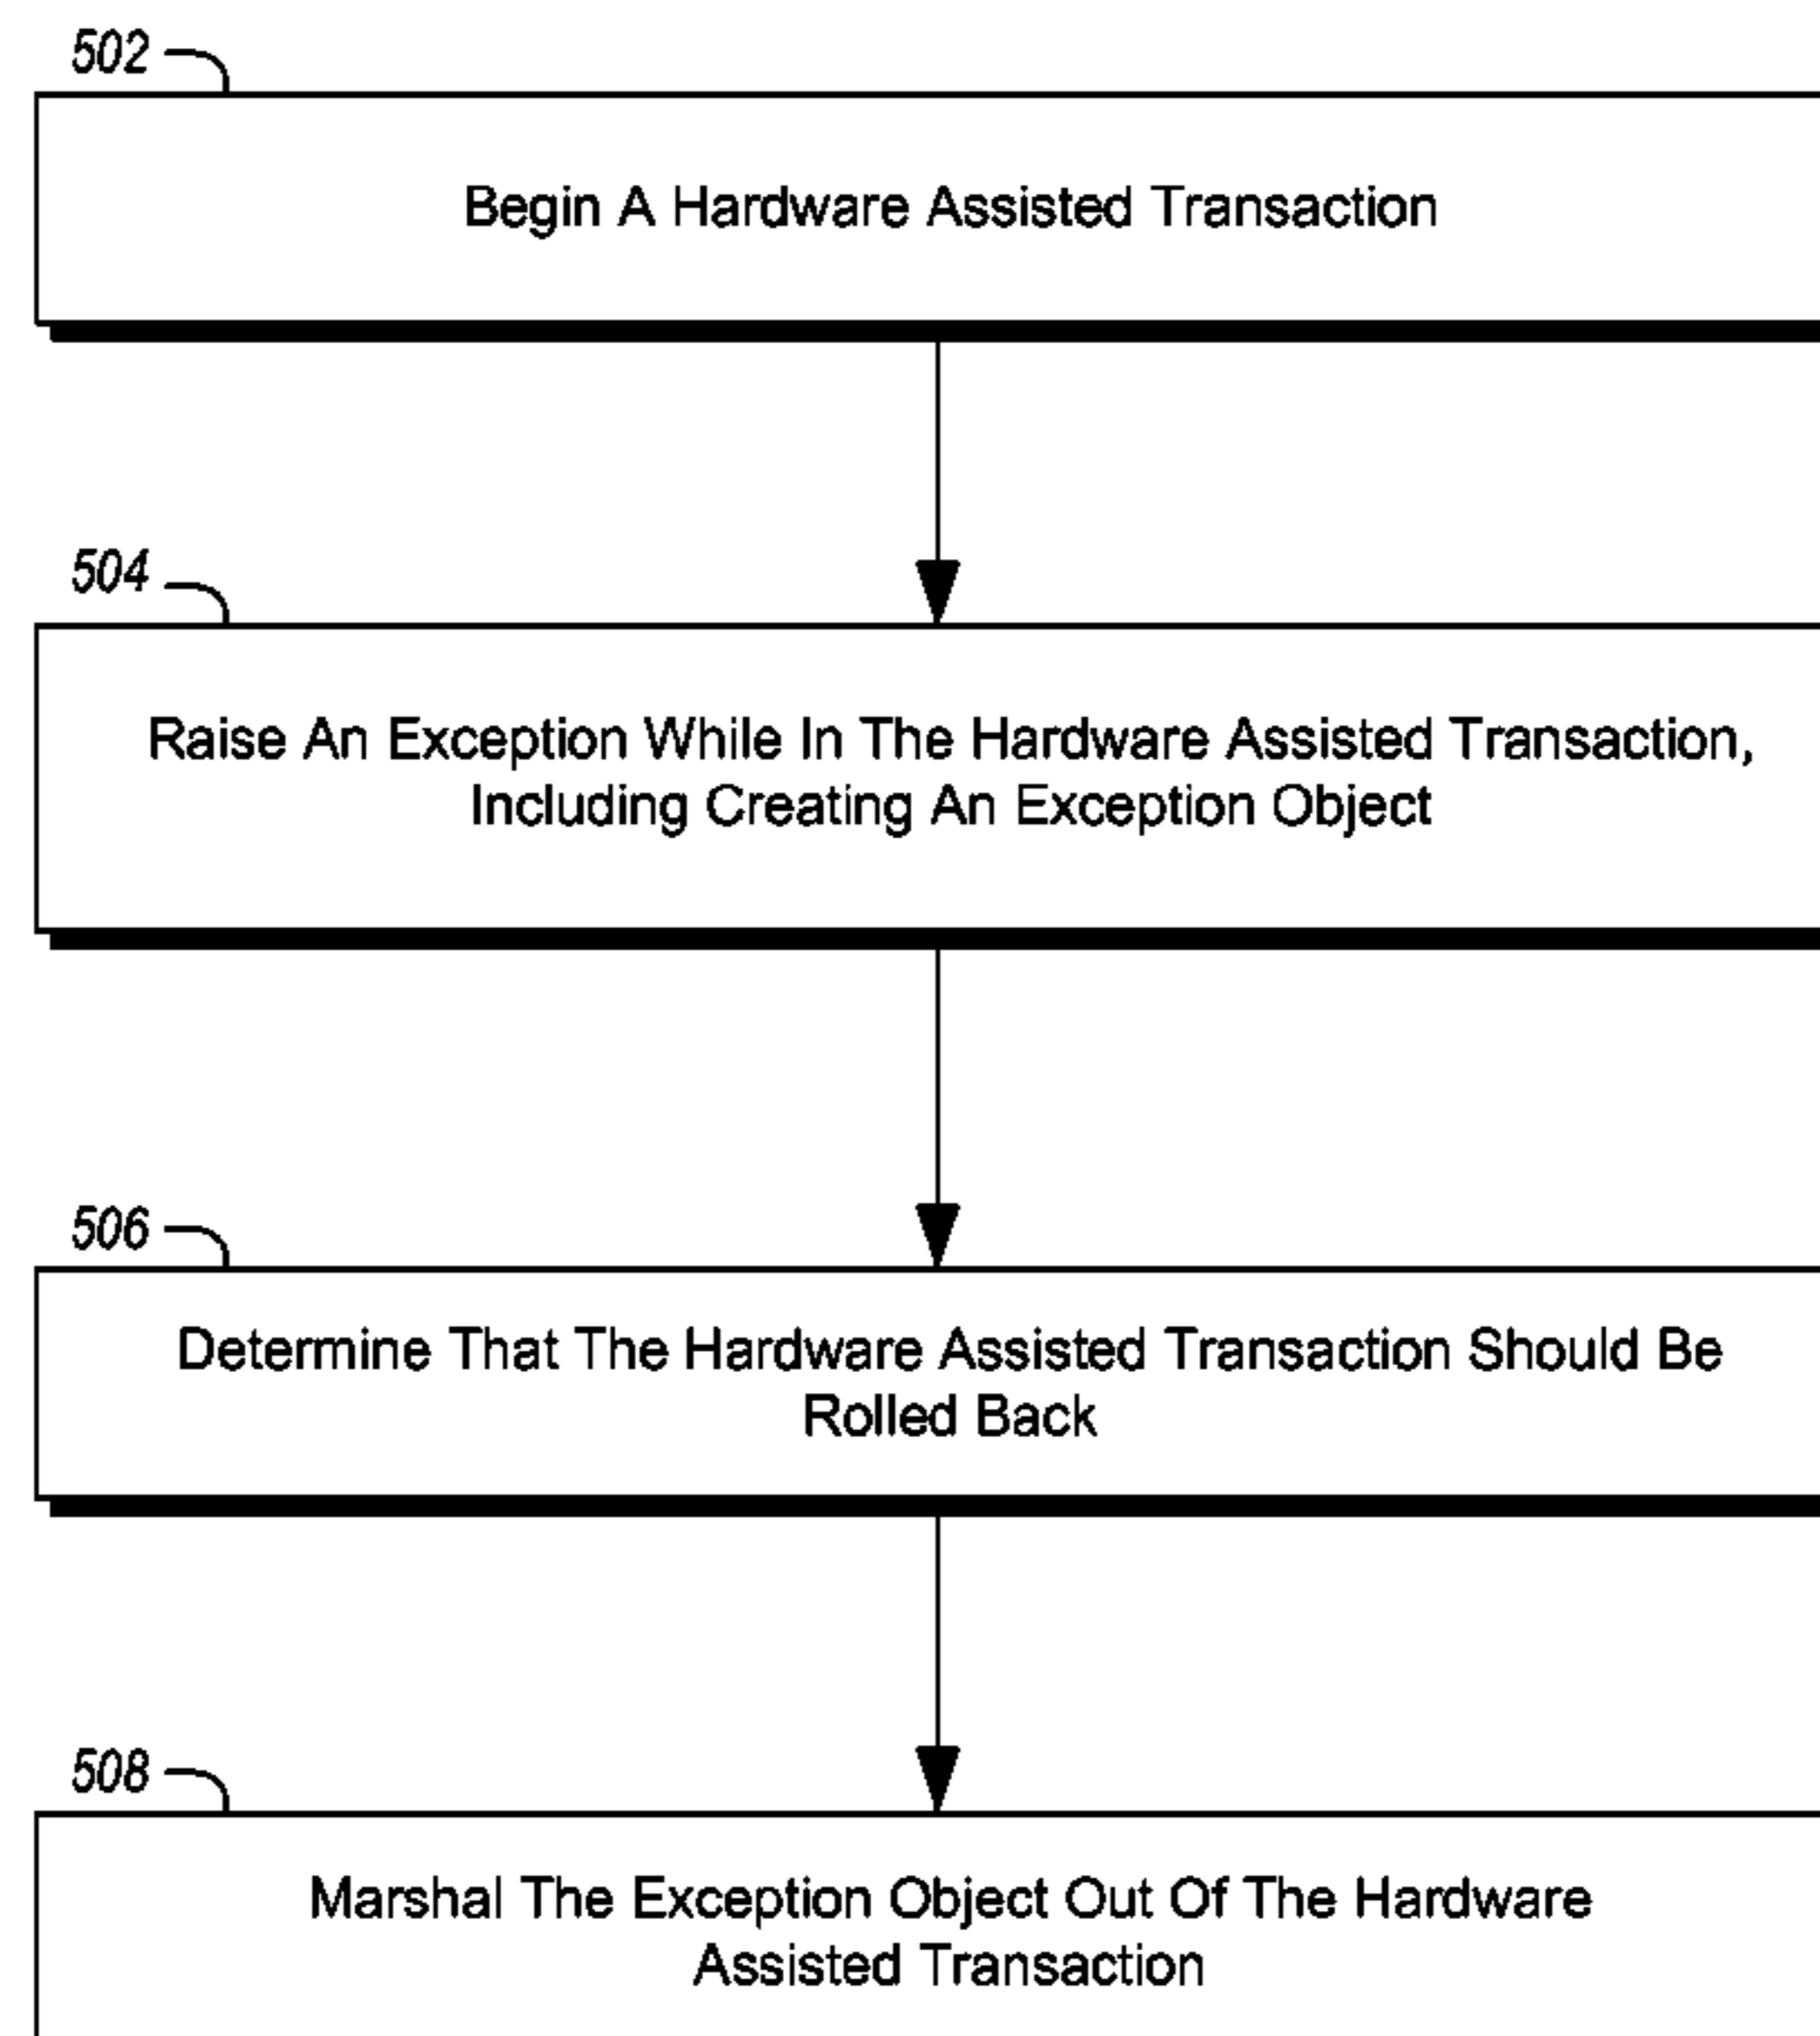 502
Begin A Hardware Assisted Transaction
504
Raise An Exception While In The Hardware Assisted Transaction,
Including Creating An Exception Object
506
Determine That The Hardware Assisted Transaction Should Be
Rolled Back
508
Marshal The Exception Object Out Of The Hardware
Assisted Transaction